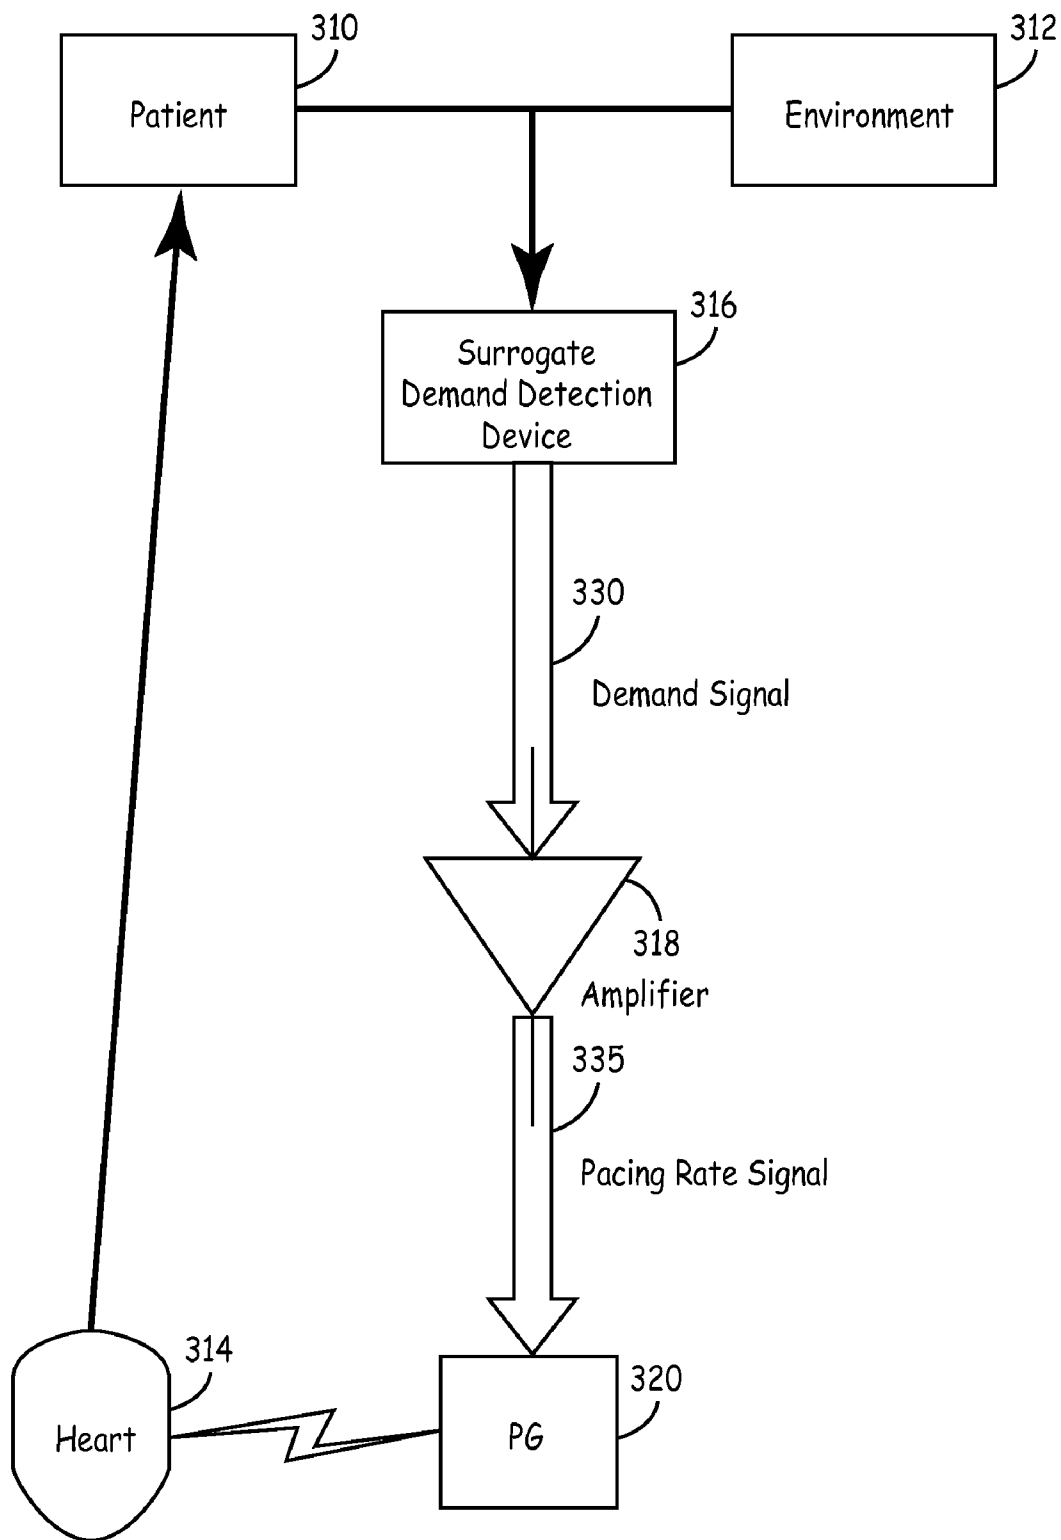 310
312
Patient
Environment
316
Surrogate
Demand Detection
Device
330
Demand Signal
318
Amplifier
335
Pacing Rate Signal
314
320
Heart
PG